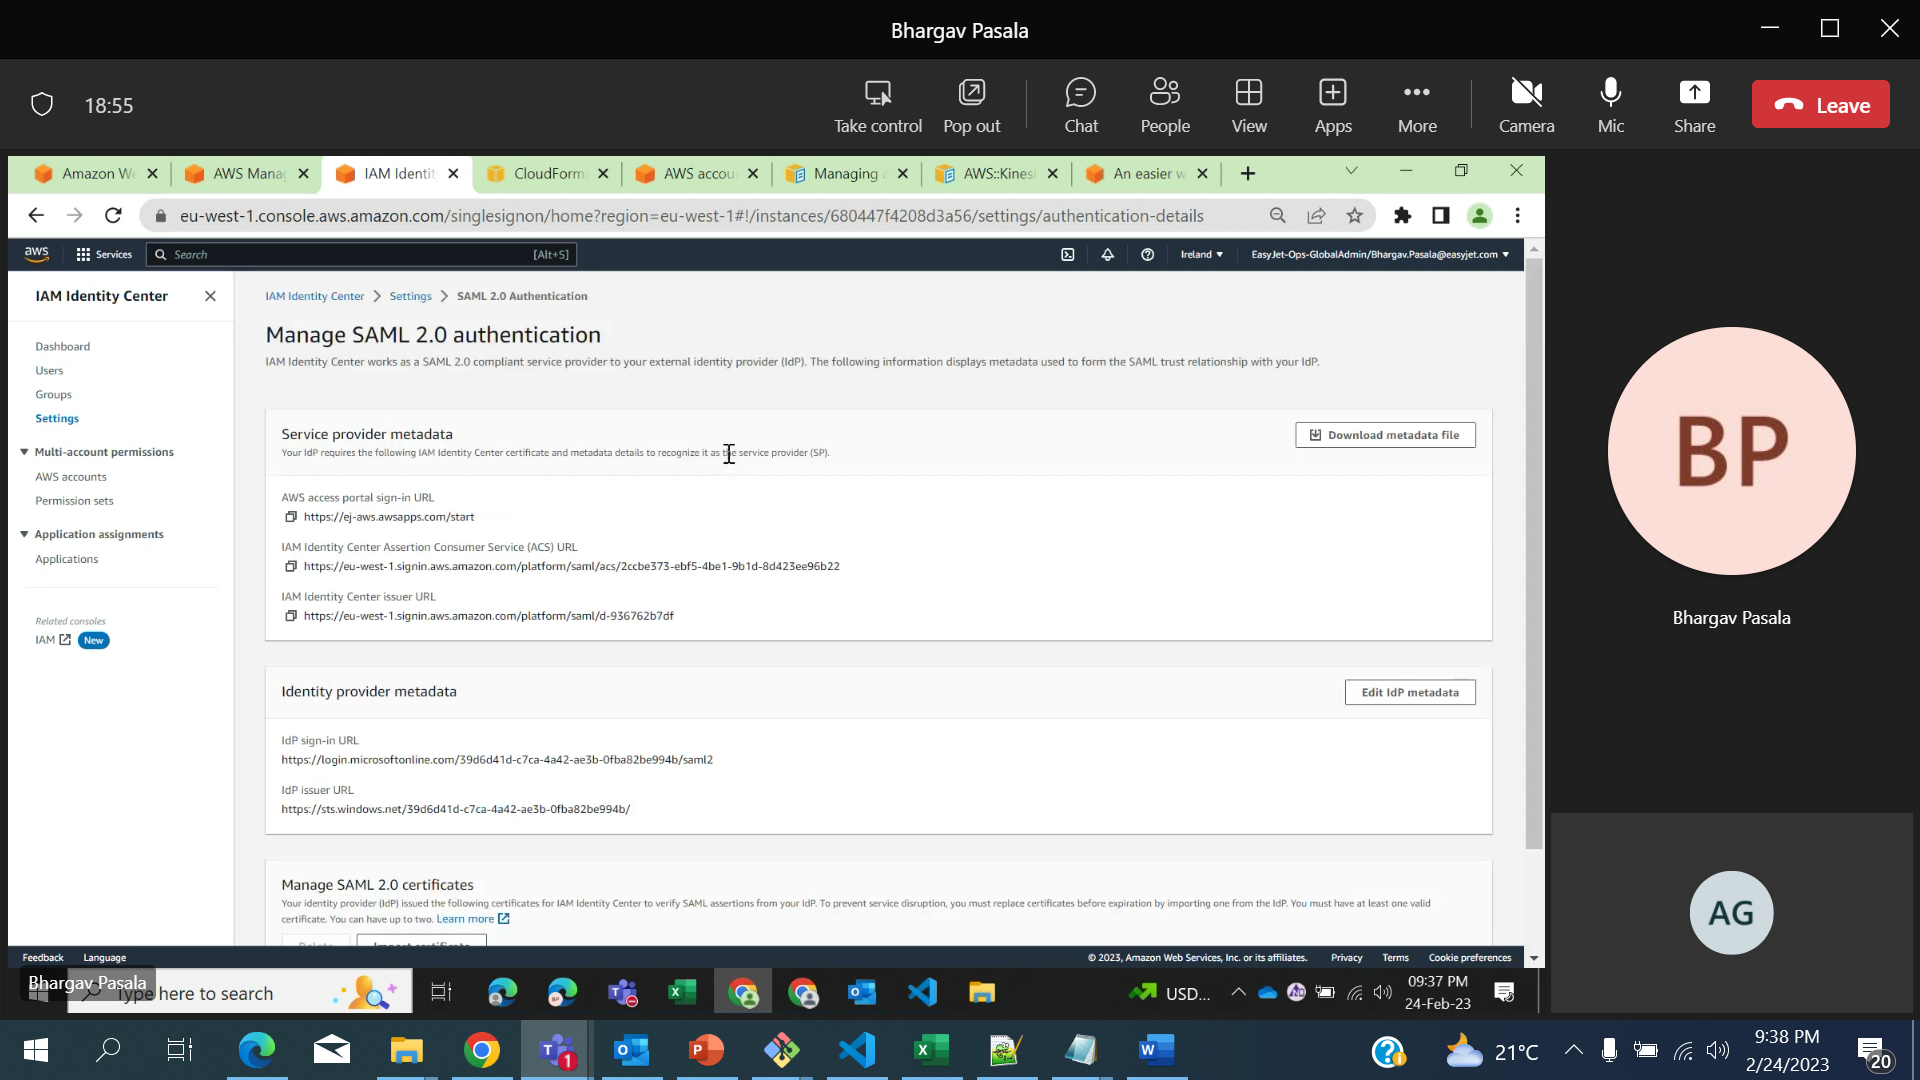 Bhargav Pasala
18:55
Take control
Pop out
Chat
People
View
Apps
More
Camera
Mic
Share
Leave
Amazon We
AWS Manag
IAM Identit
CloudForm
AWS accou
Managing a
AWS::Kinesi
An easier w
eu-west-1.console.aws.amazon.com/singlesignon/home?region=eu-west-1#!/instances/680447f4208d3a56/settings/authentication-details
aws
Services
Search
[Alt+S]
Ireland
EasyJet-Ops-GlobalAdmin/Bhargav.Pasala@easyjet.com
IAM Identity Center
Dashboard
Users
Groups
Settings
Multi-account permissions
AWS accounts
Permission sets
Application assignments
Applications
Related consoles
IAM New
IAM Identity Center > Settings > SAML 2.0 Authentication
Manage SAML 2.0 authentication
IAM Identity Center works as a SAML 2.0 compliant service provider to your external identity provider (IdP). The following information displays metadata used to form the SAML trust relationship with your IdP.
Service provider metadata
Download metadata file
Your IdP requires the following IAM Identity Center certificate and metadata details to recognize it as the service provider (SP).
AWS access portal sign-in URL
https://ej-aws.awsapps.com/start
IAM Identity Center Assertion Consumer Service (ACS) URL
https://eu-west-1.signin.aws.amazon.com/platform/saml/acs/2ccbe373-ebf5-4be1-9b1d-8d423ee96b22
IAM Identity Center issuer URL
https://eu-west-1.signin.aws.amazon.com/platform/saml/d-936762b7df
Identity provider metadata
Edit IdP metadata
IdP sign-in URL
https://login.microsoftonline.com/39d6d41d-c7ca-4a42-ae3b-0fba82be994b/saml2
IdP issuer URL
https://sts.windows.net/39d6d41d-c7ca-4a42-ae3b-0fba82be994b/
Manage SAML 2.0 certificates
Your identity provider (IdP) issued the following certificates for IAM Identity Center to verify SAML assertions from your IdP. To prevent service disruption, you must replace certificates before expiration by importing one from the IdP. You must have at least one valid
certificate. You can have up to two. Learn more
Delete
Import certificate
Feedback
Language
© 2023, Amazon Web Services, Inc. or its affiliates.
Privacy
Terms
Cookie preferences
BP
Bhargav Pasala
AG
Bhargav Pasala
Type here to search
USD...
09:37 PM
24-Feb-23
1
21°C
9:38 PM
2/24/2023
20